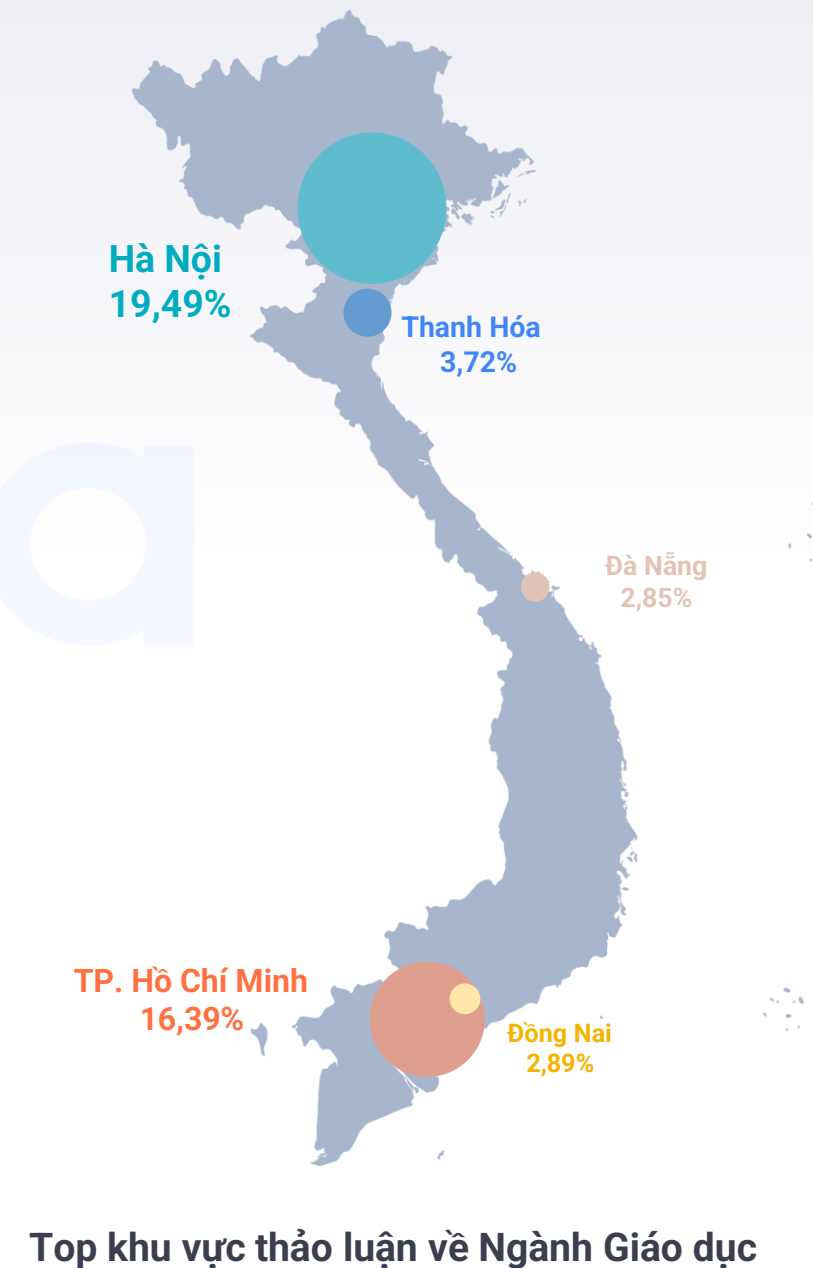 Hà Nội
19,49%
Thanh Hóa
3,72%
Đà Nẵng
2,85%
TP. Hồ Chí Minh
16,39%
Đồng Nai
2,89%
Top khu vực thảo luận về Ngành Giáo dục